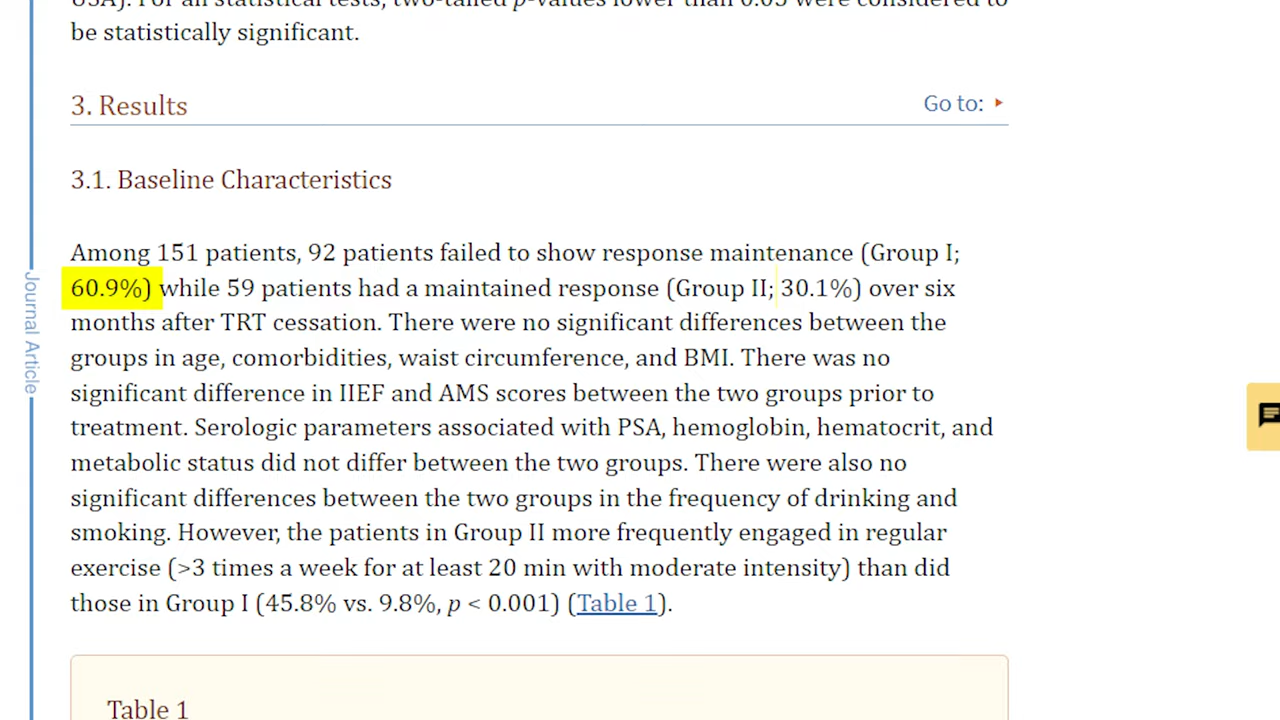 USA). For all statistical tests, two-tailed p-values lower than 0.05 were considered to
be statistically significant.
3. Results
Go to:
3.1. Baseline Characteristics
Among 151 patients, 92 patients failed to show response maintenance (Group I;
60.9%) while 59 patients had a maintained response (Group II; 30.1%) over six
months after TRT cessation. There were no significant differences between the
groups in age, comorbidities, waist circumference, and BMI. There was no
significant difference in IIEF and AMS scores between the two groups prior to
treatment. Serologic parameters associated with PSA, hemoglobin, hematocrit, and
metabolic status did not differ between the two groups. There were also no
significant differences between the two groups in the frequency of drinking and
smoking. However, the patients in Group II more frequently engaged in regular
exercise (>3 times a week for at least 20 min with moderate intensity) than did
those in Group I (45.8% vs. 9.8%, p < 0.001) (Table 1).
Table 1
Journal Article